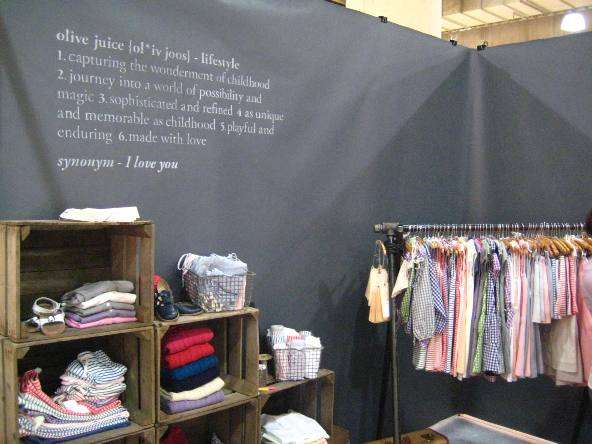 olive juice {ol*iv joos} - lifestyle
1. capturing the wonderment of childhood
2. journey into a world of possibility and
magic 3. sophisticated and refined 4 as unique
and memorable as childhood 5. playful and
enduring 6. made with love
synonym - I love you